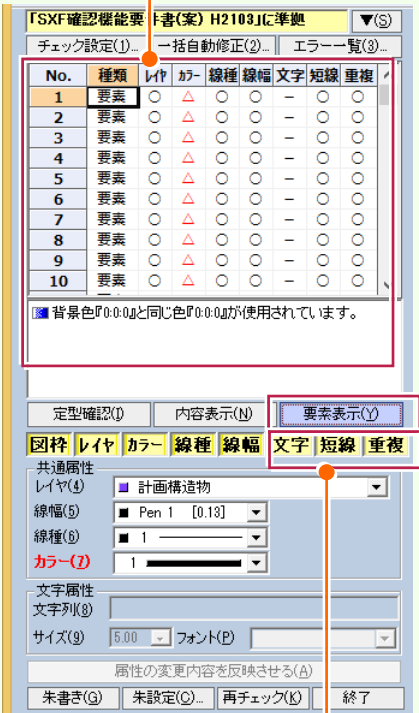 「SXF確認機能要件書(案) H2103」に準拠 ▼(S)
チェック設定(1)... 一括自動修正(2)... エラー一覧(3)...
No. 種類 レイヤ カラー 線種 線幅 文字 短線 重複
1 要素 ○ △ ○ ○ － ○ ○
2 要素 ○ △ ○ ○ － ○ ○
3 要素 ○ △ ○ ○ － ○ ○
4 要素 ○ △ ○ ○ － ○ ○
5 要素 ○ △ ○ ○ － ○ ○
6 要素 ○ △ ○ ○ － ○ ○
7 要素 ○ △ ○ ○ － ○ ○
8 要素 ○ △ ○ ○ － ○ ○
9 要素 ○ △ ○ ○ － ○ ○
10 要素 ○ △ ○ ○ － ○ ○
背景色『0:0:0』と同じ色『0:0:0』が使用されています。
定型確認(I) 内容表示(N) 要素表示(Y)
図枠 レイヤ カラー 線種 線幅 文字 短線 重複
共通属性
レイヤ(4) 計画構造物
線幅(5) Pen 1 [0.13]
線種(6) 1
カラー(7) 1
文字属性
文字列(8)
サイズ(9) 5.00 フォント(P)
属性の変更内容を反映させる(A)
朱書き(G) 朱設定(C)... 再チェック(K) 終了